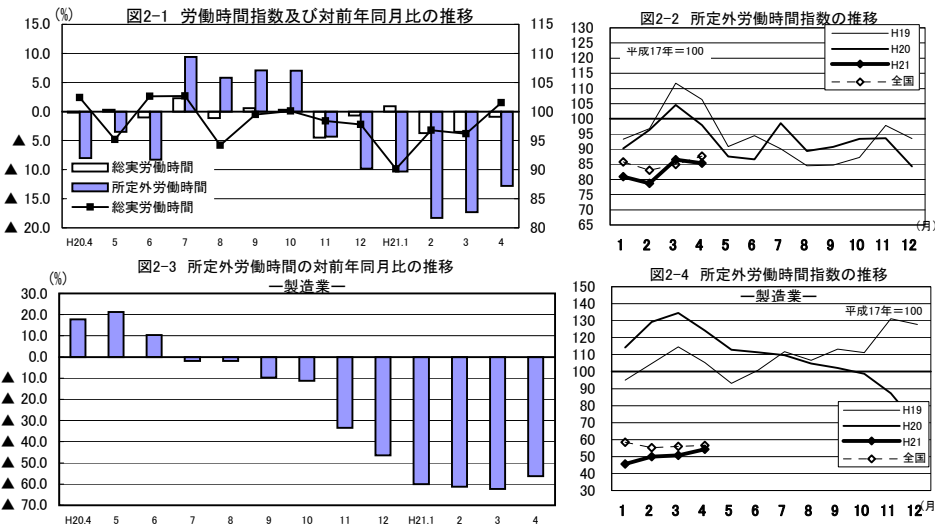 図2-1 労働時間指数及び対前年同月比の推移
(%)
15.0
10.0
5.0
0.0
▲ 5.0
▲ 10.0
▲ 15.0
▲ 20.0
115
110
105
100
95
90
85
80
総実労働時間
所定外労働時間
総実労働時間
H20.4 5 6 7 8 9 10 11 12 H21.1 2 3 4
図2-2 所定外労働時間指数の推移
平成17年=100
130
125
120
115
110
105
100
95
90
85
80
75
70
65
H19
H20
H21
全国
1 2 3 4 5 6 7 8 9 10 11 12
(月)
図2-3 所定外労働時間の対前年同月比の推移
―製造業―
(%)
30.0
20.0
10.0
0.0
▲ 10.0
▲ 20.0
▲ 30.0
▲ 40.0
▲ 50.0
▲ 60.0
▲ 70.0
H20.4 5 6 7 8 9 10 11 12 H21.1 2 3 4
図2-4 所定外労働時間指数の推移
―製造業―
平成17年=100
150
140
130
120
110
100
90
80
70
60
50
40
30
H19
H20
H21
全国
1 2 3 4 5 6 7 8 9 10 11 12
(月)